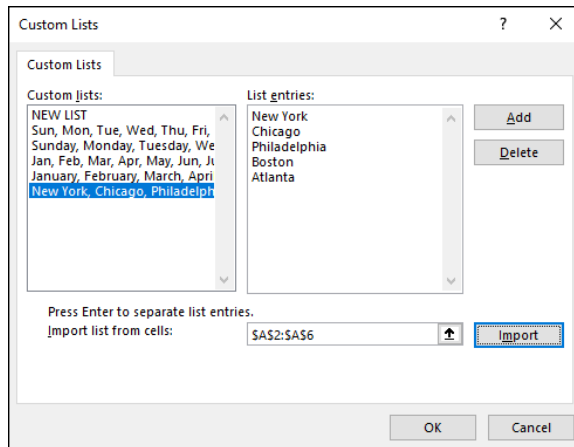 Custom Lists
?
Custom Lists
Custom lists:
NEW LIST
Sun, Mon, Tue, Wed, Thu, Fri,
Sunday, Monday, Tuesday, We
Jan, Feb, Mar, Apr, May, Jun, Ju
January, February, March, Apri
New York, Chicago, Philadelph
List entries:
New York
Chicago
Philadelphia
Boston
Atlanta
Add
Delete
Press Enter to separate list entries.
Import list from cells:
$A$2:$A$6
Import
OK
Cancel